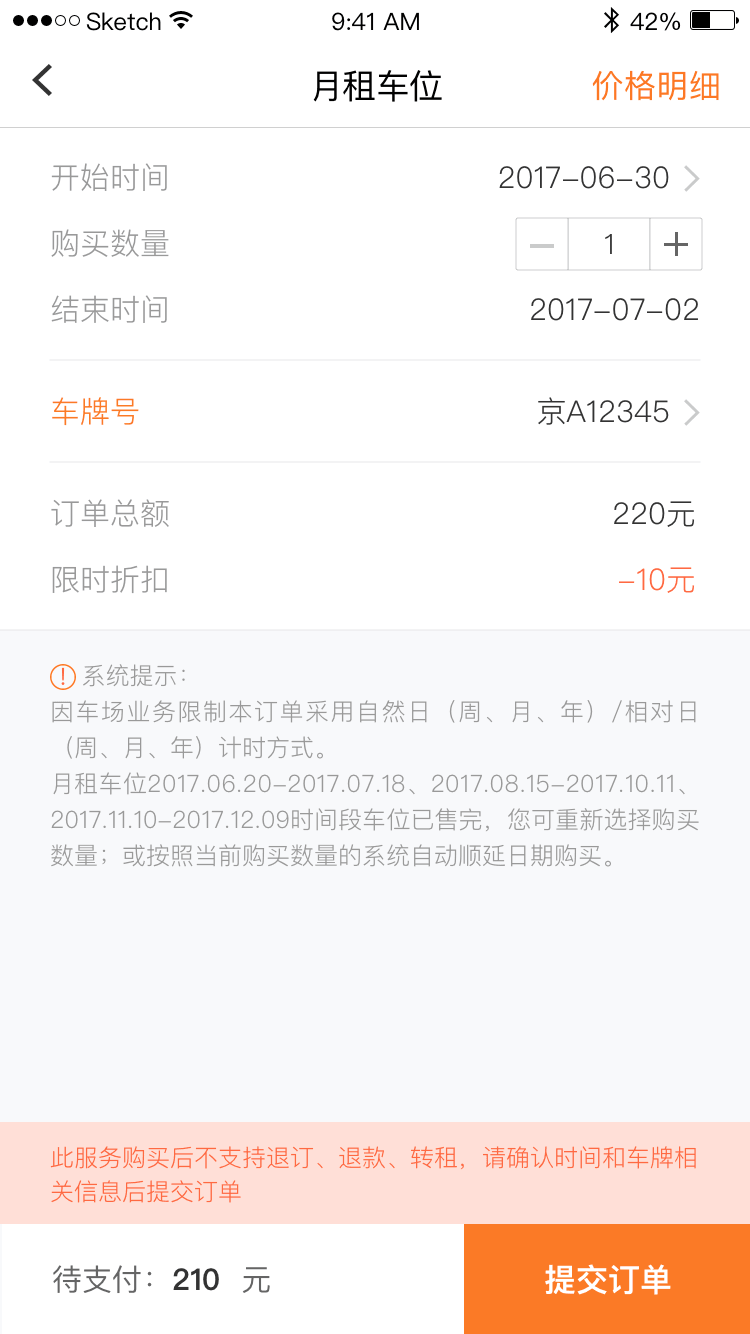 Sketch 9:41 AM 42%
月租车位 价格明细
开始时间 2017-06-30
购买数量 1
结束时间 2017-07-02
车牌号 京A12345
订单总额 220元
限时折扣 -10元
系统提示:
因车场业务限制本订单采用自然日（周、月、年）/相对日
（周、月、年）计时方式。
月租车位2017.06.20-2017.07.18、2017.08.15-2017.10.11、
2017.11.10-2017.12.09时间段车位已售完，您可重新选择购买
数量；或按照当前购买数量的系统自动顺延日期购买。
此服务购买后不支持退订、退款、转租，请确认时间和车牌相
关信息后提交订单
待支付：210 元 提交订单